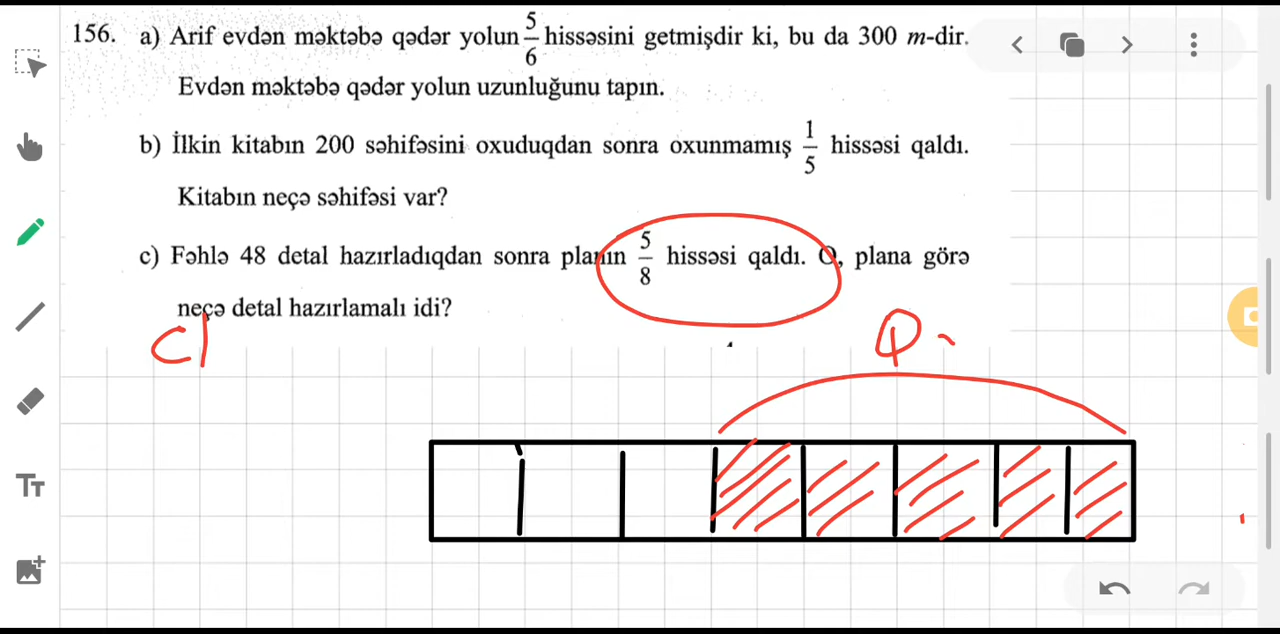 156. a) Arif evdən məktəbə qədər yolun 5/6 hissəsini getmişdir ki, bu da 300 m-dir.
Evdən məktəbə qədər yolun uzunluğunu tapın.
b) İlkin kitabın 200 səhifəsini oxuduqdan sonra oxunmamış 1/5 hissəsi qaldı.
Kitabın neçə səhifəsi var?
c) Fəhlə 48 detal hazırladıqdan sonra planın 5/8 hissəsi qaldı. O, plana görə
neçə detal hazırlamalı idi?
c)
TT